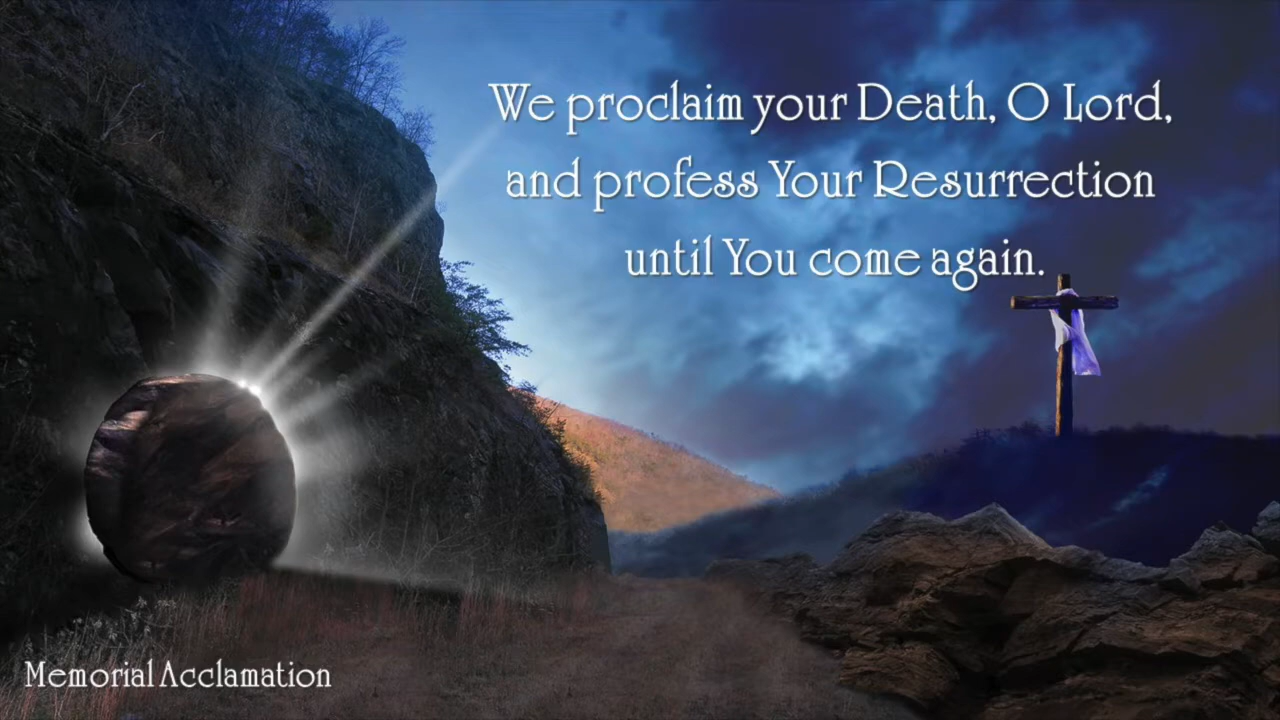 We proclaim your Death, O Lord,
and profess Your Resurrection
until You come again.
Memorial Acclamation